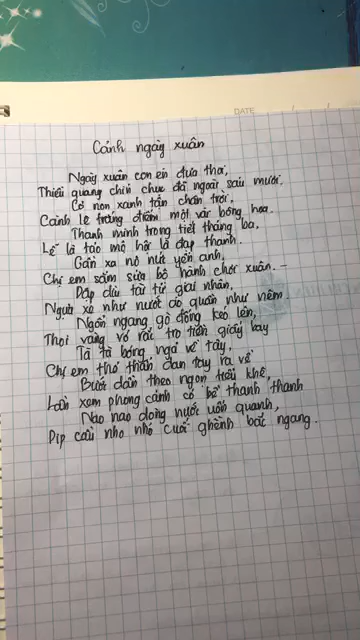 DATE / /
Cảnh ngày xuân
Ngày xuân con én đưa thoi,
Thiều quang chín chục đã ngoài sáu mươi.
Cỏ non xanh tận chân trời,
Cành lê trắng điểm một vài bông hoa.
Thanh minh trong tiết tháng ba,
Lễ là tảo mộ hội là đạp thanh.
Gần xa nô nức yến anh,
Chị em sắm sửa bộ hành chơi xuân.
Dập dìu tài tử giai nhân,
Ngựa xe như nước áo quần như nêm.
Ngổn ngang gò đống kéo lên,
Thoi vàng vó rắc tro tiền giấy bay
Tà tà bóng ngả về tây,
Chị em thơ thẩn dan tay ra về
Bước dần theo ngọn tiểu khê,
Lần xem phong cảnh có bề thanh thanh
Nao nao dòng nước uốn quanh,
Dịp cầu nho nhỏ cuối ghềnh bắc ngang.